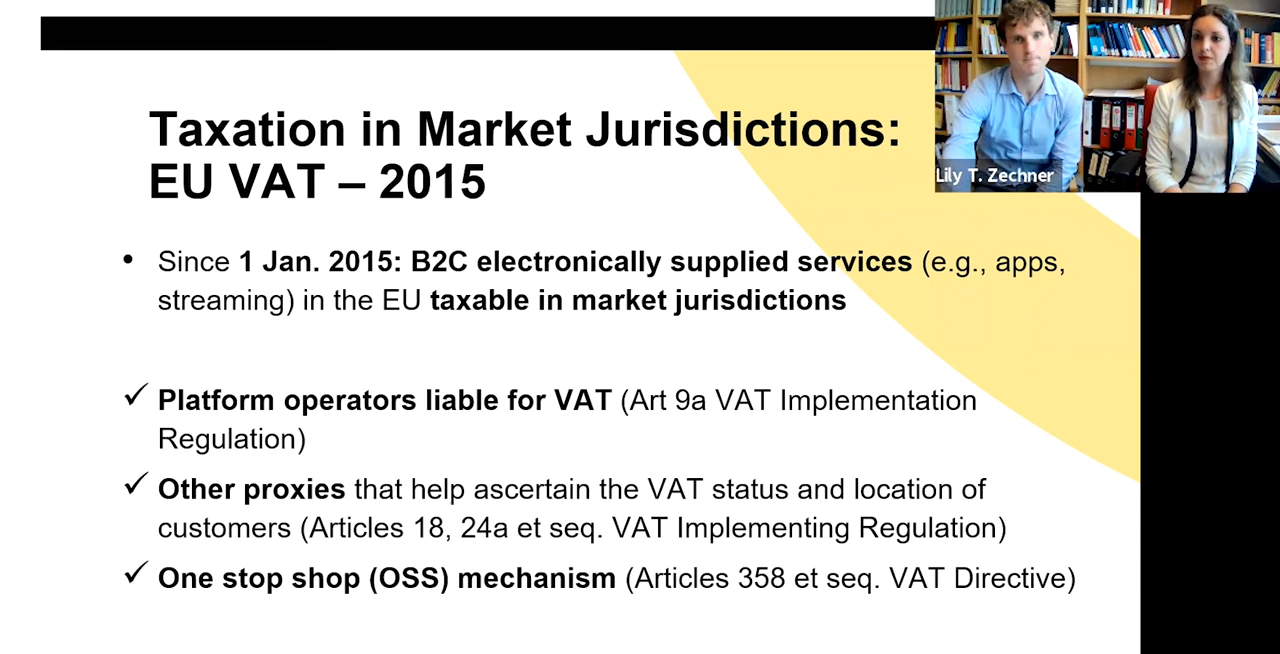 Taxation in Market Jurisdictions:
EU VAT – 2015
Lily T. Zechner
• Since 1 Jan. 2015: B2C electronically supplied services (e.g., apps,
streaming) in the EU taxable in market jurisdictions
✓ Platform operators liable for VAT (Art 9a VAT Implementation
Regulation)
✓ Other proxies that help ascertain the VAT status and location of
customers (Articles 18, 24a et seq. VAT Implementing Regulation)
✓ One stop shop (OSS) mechanism (Articles 358 et seq. VAT Directive)